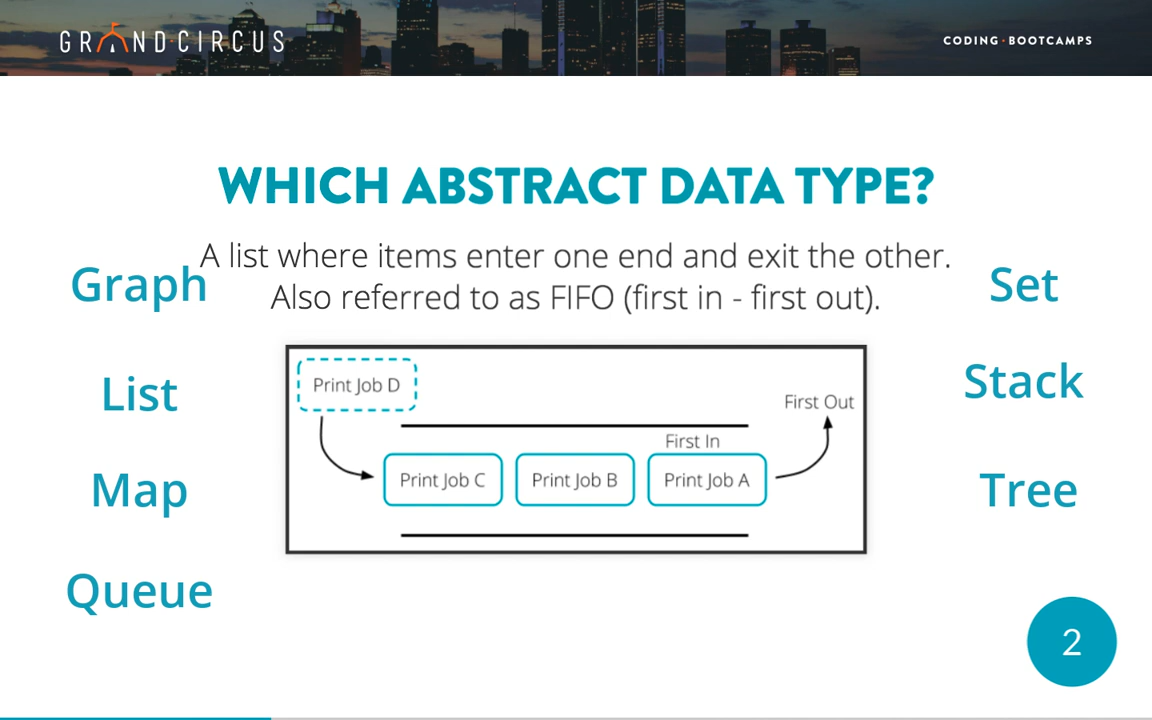 GRAND CIRCUS
CODING · BOOTCAMPS
WHICH ABSTRACT DATA TYPE?
A list where items enter one end and exit the other.
Also referred to as FIFO (first in - first out).
Graph
List
Map
Queue
Print Job D
First Out
First In
Print Job C
Print Job B
Print Job A
Set
Stack
Tree
2